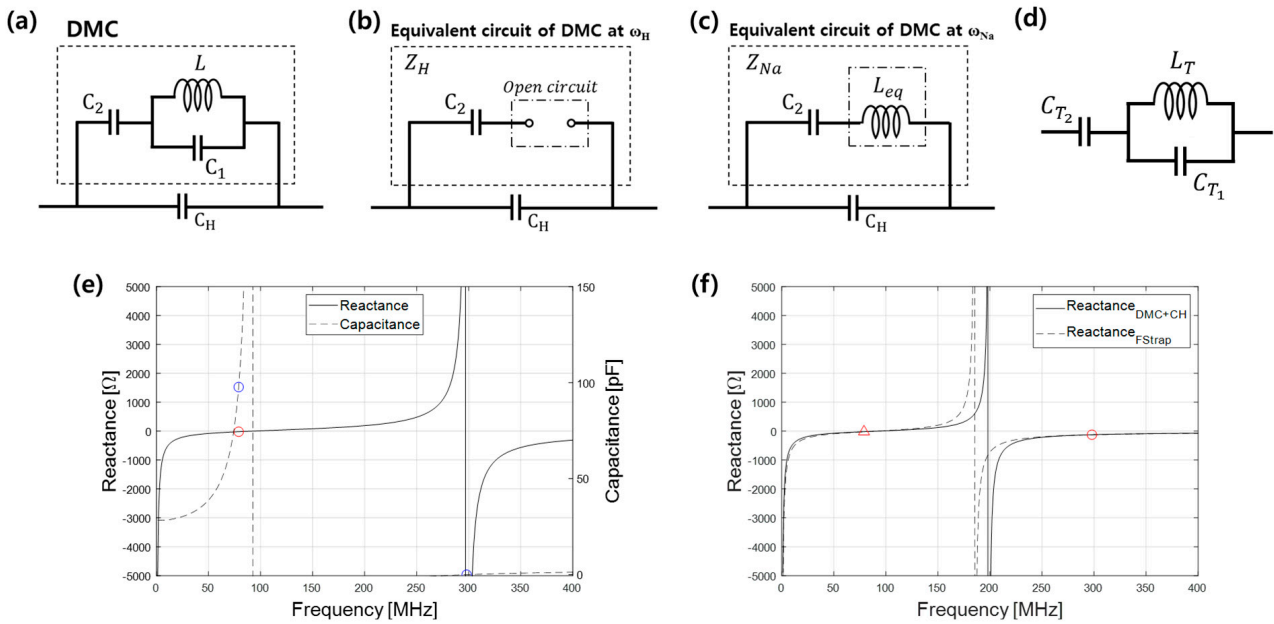 (a)
DMC
L
C2
C1
CH
(b)
Equivalent circuit of DMC at ωH
ZH
Open circuit
C2
CH
(c)
Equivalent circuit of DMC at ωNa
ZNa
Leq
C2
CH
(d)
LT
CT2
CT1
(e)
Reactance
Capacitance
5000
4000
3000
2000
1000
0
-1000
-2000
-3000
-4000
-5000
Reactance [Ω]
150
100
50
0
Capacitance [pF]
0 50 100 150 200 250 300 350 400
Frequency [MHz]
(f)
ReactanceDMC+CH
ReactanceFStrap
5000
4000
3000
2000
1000
0
-1000
-2000
-3000
-4000
-5000
Reactance [Ω]
0 50 100 150 200 250 300 350 400
Frequency [MHz]